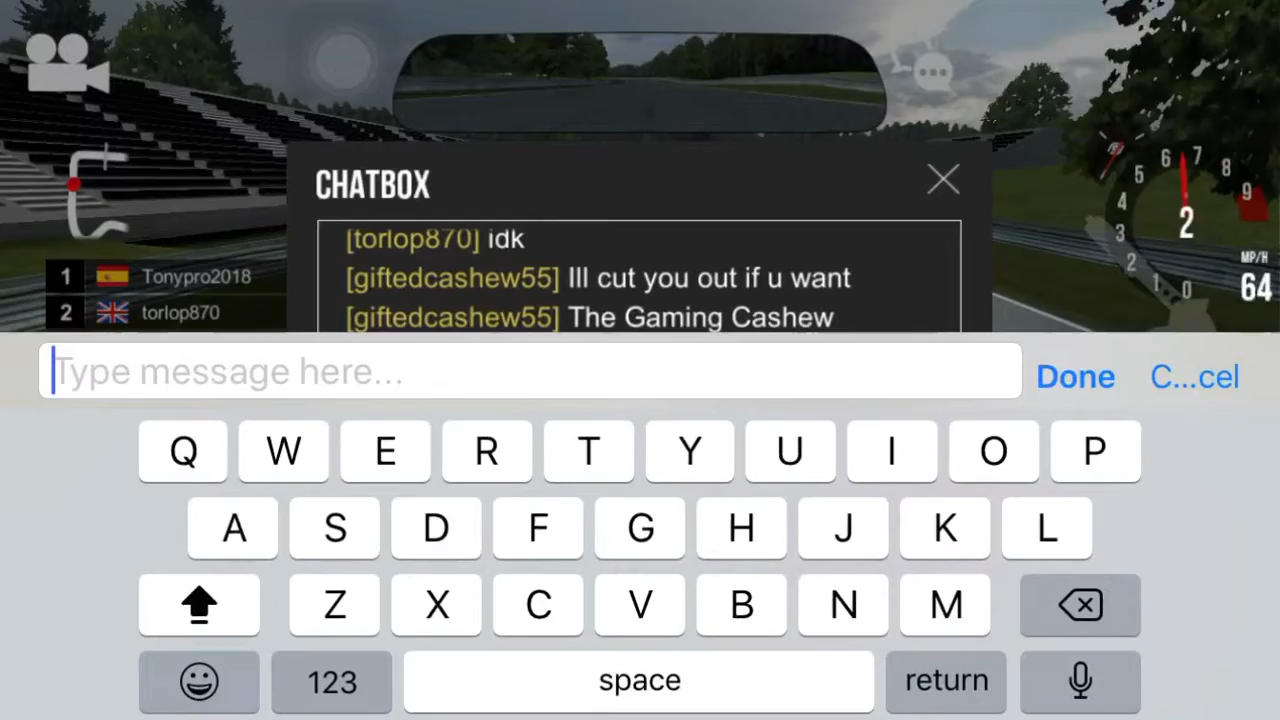 CHATBOX
[torlop870] idk
[giftedcashew55] Ill cut you out if u want
[giftedcashew55] The Gaming Cashew
1 Tonypro2018
2 torlop870
0 1 2 3 4 5 6 7 8 9
2
MP/H
64
Type message here...
Done C...cel
Q W E R T Y U I O P
A S D F G H J K L
Z X C V B N M
123 space return